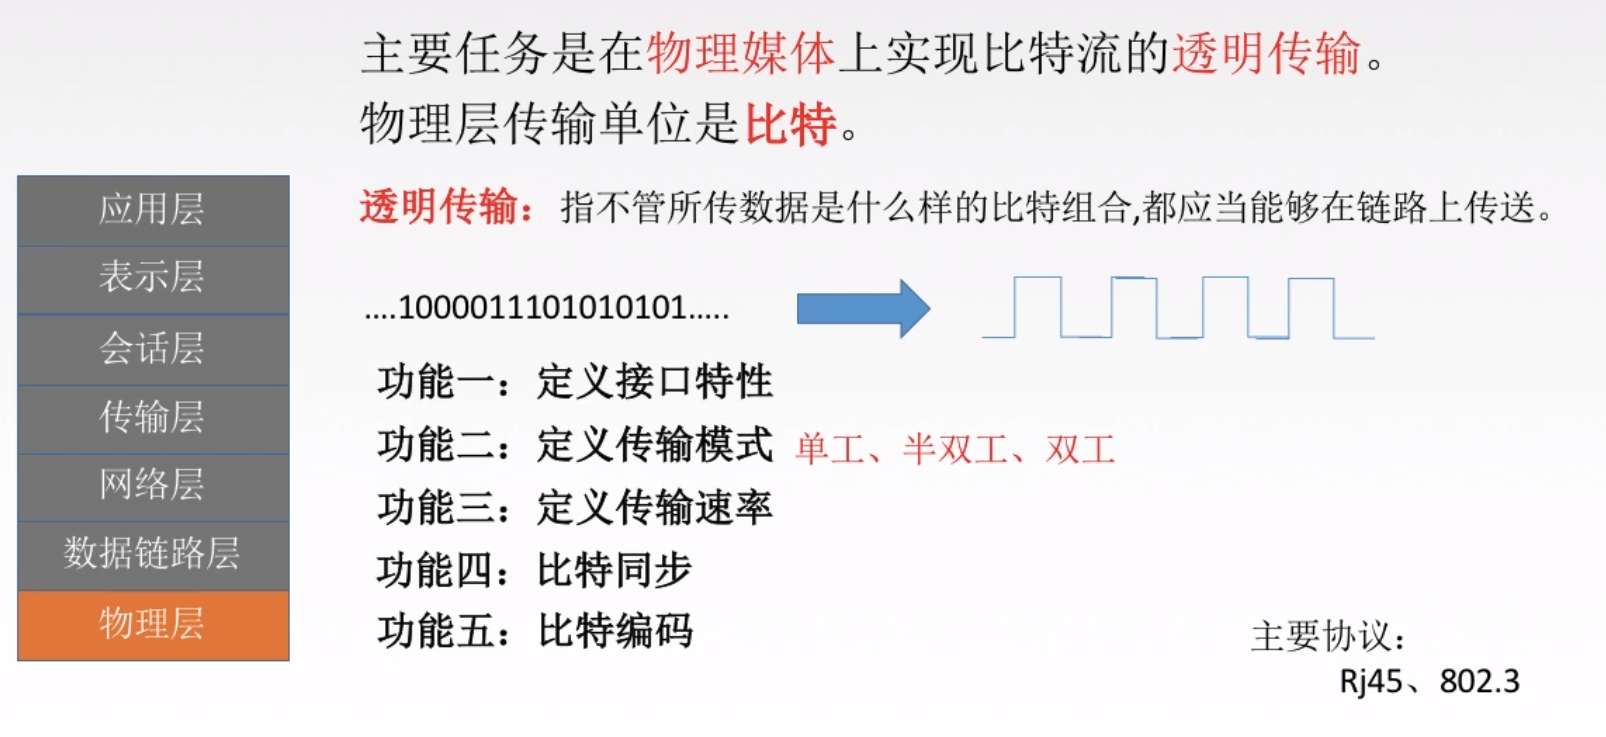 主要任务是在物理媒体上实现比特流的透明传输。
物理层传输单位是比特。
应用层
表示层
会话层
传输层
网络层
数据链路层
物理层
透明传输：指不管所传数据是什么样的比特组合,都应当能够在链路上传送。
....1000011101010101.....
功能一：定义接口特性
功能二：定义传输模式 单工、半双工、双工
功能三：定义传输速率
功能四：比特同步
功能五：比特编码
主要协议：
Rj45、802.3